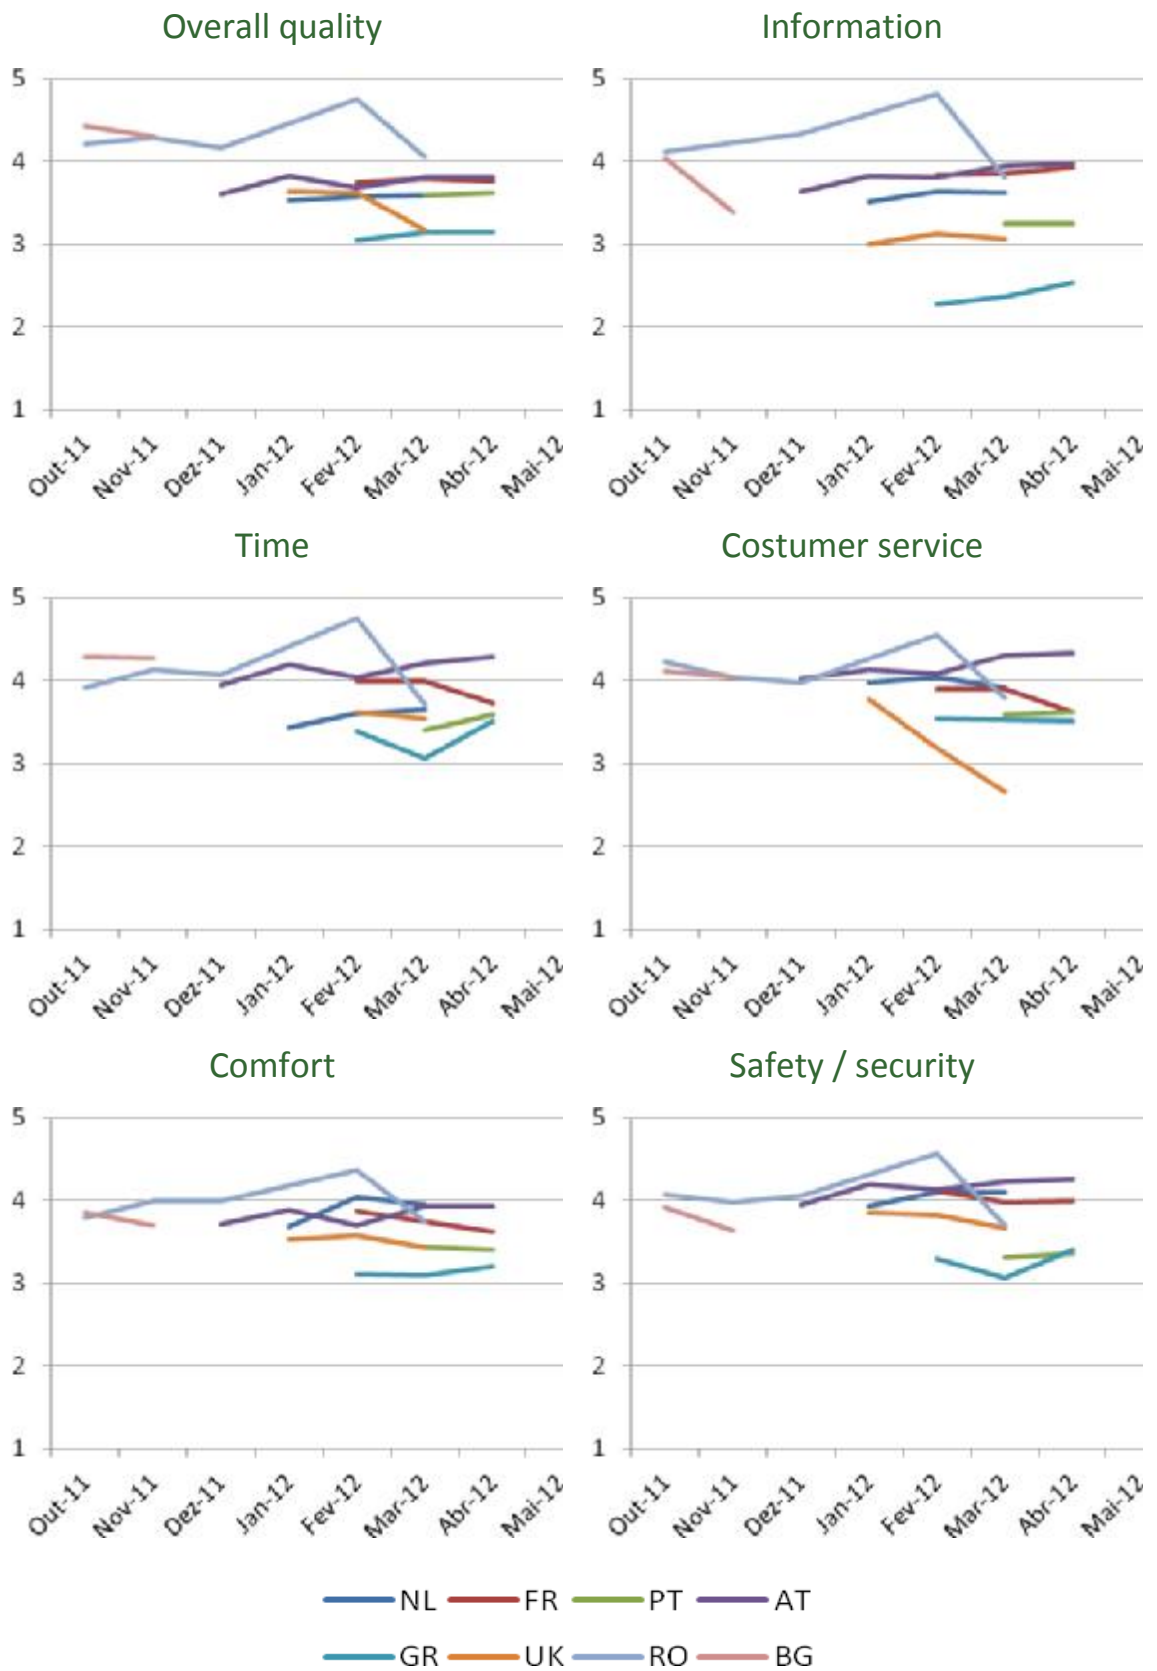 Overall quality
Information
5
4
3
2
1
Out-11
Nov-11
Dez-11
Jan-12
Fev-12
Mar-12
Abr-12
Mai-12
5
4
3
2
1
Out-11
Nov-11
Dez-11
Jan-12
Fev-12
Mar-12
Abr-12
Mai-12
Time
Costumer service
5
4
3
2
1
Out-11
Nov-11
Dez-11
Jan-12
Fev-12
Mar-12
Abr-12
Mai-12
5
4
3
2
1
Out-11
Nov-11
Dez-11
Jan-12
Fev-12
Mar-12
Abr-12
Mai-12
Comfort
Safety / security
5
4
3
2
1
Out-11
Nov-11
Dez-11
Jan-12
Fev-12
Mar-12
Abr-12
Mai-12
5
4
3
2
1
Out-11
Nov-11
Dez-11
Jan-12
Fev-12
Mar-12
Abr-12
Mai-12
NL FR PT AT
GR UK RO BG